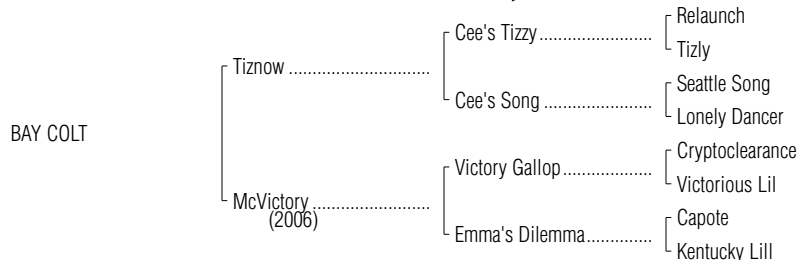 Relaunch
Cee's Tizzy........................
Tizly
Tiznow ..............................
Seattle Song
Cee's Song .......................
Lonely Dancer
BAY COLT
Cryptoclearance
Victory Gallop...................
Victorious Lil
McVictory .........................
(2006)
Capote
Emma's Dilemma..............
Kentucky Lill